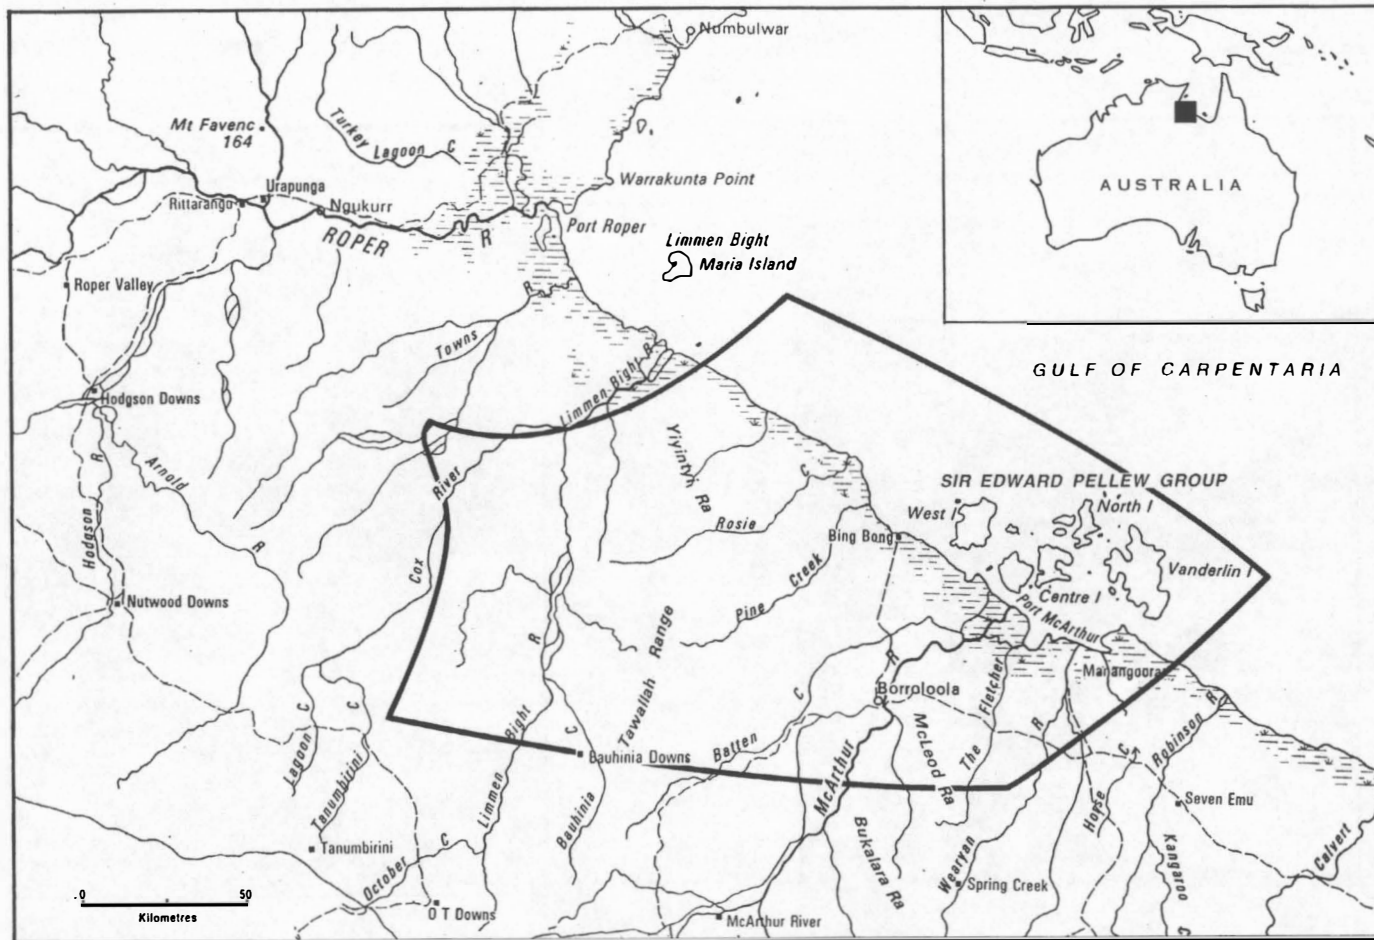 Numbulwar
Mt Favenc
164
Turkey Lagoon C
AUSTRALIA
Warrakunta Point
Urapunga
Rittarangu
Ngukurr
ROPER R
Port Roper
Limmen Bight
Maria Island
Roper Valley
R
Towns
GULF OF CARPENTARIA
Limmen Bight R
Hodgson Downs
Yiyintyi Ra
Arnold R
River
Cox
C
Rosie
SIR EDWARD PELLEW GROUP
West I
North I
Hodgson R
Bing Bong
Vanderlin I
Pine Creek
Centre I
Port McArthur
Nutwood Downs
R
Tawallah Range
Manangoora
Borroloola
R
The Fletcher
C
Batten
McLeod Ra
R
Robinson R
Lagoon C
C
Tanumbirini
Limmen Bight
C
Bauhinia Downs
McArthur
C
Seven Emu
Horse
Bauhinia
Tanumbirini
October C
Bukalara Ra
Wearyan
Kangaroo
C
Calvert
C
Spring Creek
O T Downs
McArthur River
0 50
Kilometres